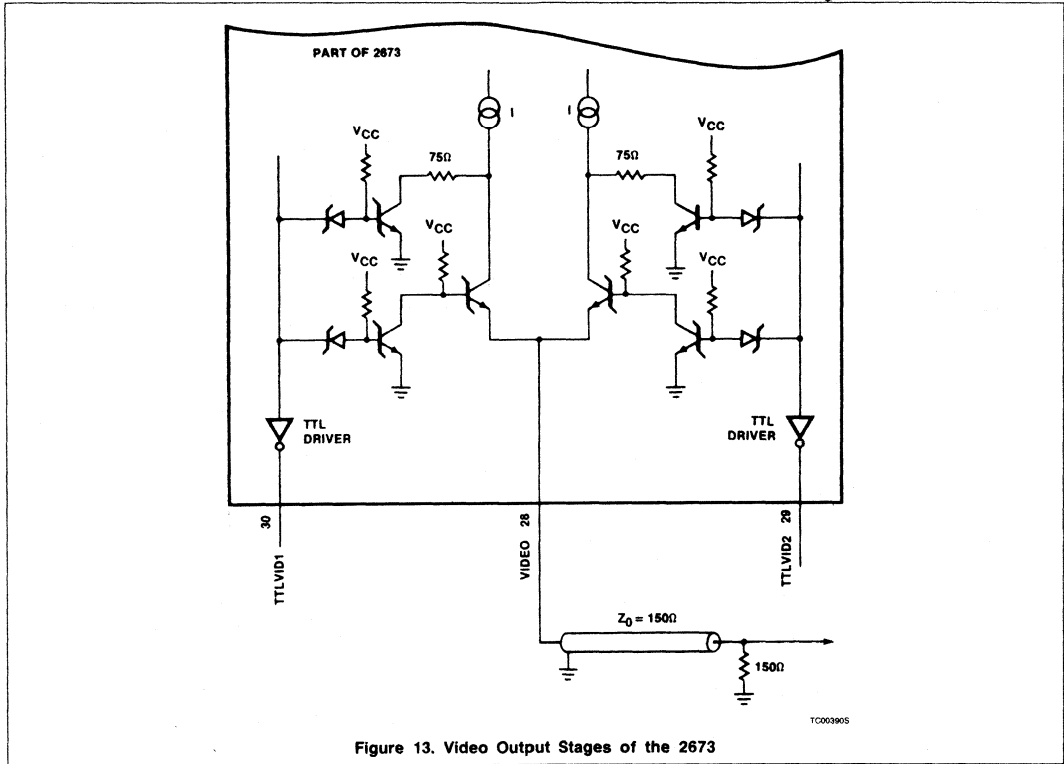 PART OF 2673
I
I
VCC
VCC
75Ω
75Ω
VCC
VCC
VCC
VCC
TTL
DRIVER
TTL
DRIVER
30
28
29
TTLVID1
VIDEO
TTLVID2
Z0 = 150Ω
150Ω
TC00390S
Figure 13. Video Output Stages of the 2673